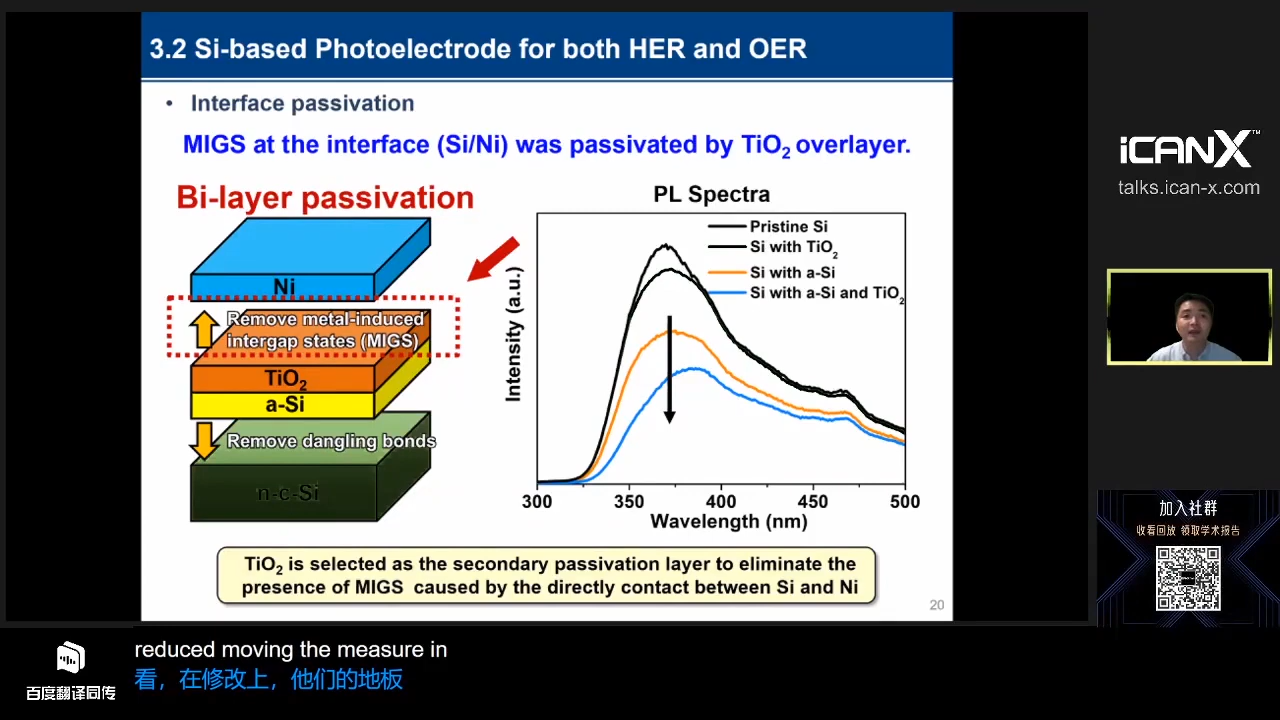 3.2 Si-based Photoelectrode for both HER and OER
• Interface passivation
MIGS at the interface (Si/Ni) was passivated by TiO2 overlayer.
Bi-layer passivation
Ni
Remove metal-induced
intergap states (MIGS)
TiO2
a-Si
Remove dangling bonds
n-c-Si
PL Spectra
Pristine Si
Si with TiO2
Si with a-Si
Si with a-Si and TiO2
Intensity (a.u.)
300 350 400 450 500
Wavelength (nm)
TiO2 is selected as the secondary passivation layer to eliminate the
presence of MIGS caused by the directly contact between Si and Ni
20
iCANX™
talks.ican-x.com
加入社群
收看回放 领取学术报告
百度翻译同传
reduced moving the measure in
看，在修改上，他们的地板